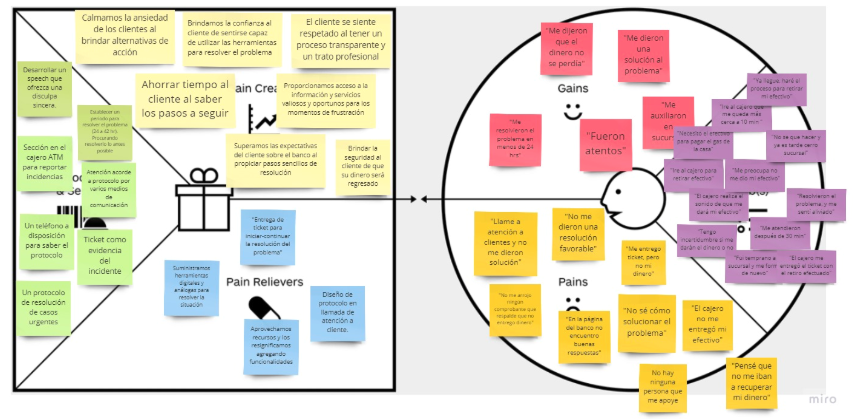 Calmamos la ansiedad
de los clientes al
brindar alternativas de
acción
Brindamos la confianza al
cliente de sentirse capaz
de utilizar las herramientas
para resolver el problema
El cliente se siente
respetado al tener un
proceso transparente y
un trato profesional
Desarrollar un
speech que
ofrezca una
disculpa
sincera.
Ahorrar tiempo al
cliente al saber
los pasos a seguir
ain Crea
Proporcionamos acceso a la
información y servicios
valiosos y oportunos para los
momentos de frustración
Establecer un
periodo para
resolver el problema
(24 a 48 hr)
Procurando
resolverlo lo antes
posible
Sección en el
cajero ATM
para reportar
incidencias
Superamos las expectativas
del cliente sobre el banco al
propiciar pasos sencillos de
resolución
Brindar la
seguridad al
cliente de que
su dinero será
regresado
Atención acorde
a protocolo por
varios medios
de
comunicación
& Se
Un teléfono a
disposición
para saber el
protocolo
Ticket como
evidencia
del
incidente
"Entrega de
ticket para
iniciar-continuar
la resolución del
problema"
Suministramos
herramientas
digitales y
análogas para
resolver la
situación
Pain Relievers
Un protocolo
de resolución
de casos
urgentes
Aprovechamos
recursos y los
resignificamos
agregando
funcionalidades
Diseño de
protocolo en
llamada de
atención a
cliente.
"Me dijeron
que el
dinero no
se perdía"
"Me dieron
una
solución al
problema"
Gains
"Me
resolvieron el
problema en
menos de 24
hrs"
"Fueron
atentos"
"Me
auxiliaron
en
sucursal
"Ya llegué, haré el
proceso para retirar
mi efectivo"
"Iré al cajero que
me queda más
cerca a 10 min"
"Necesito el efectivo
para pagar el gas de
la casa"
"No se que hacer y
ya es tarde cerró
sucursal"
"Iré al cajero para
retirar efectivo"
"Me preocupo no
me dio mi efectivo"
"El cajero realiza el
sonido de que me
dará mi efectivo"
"Resolvieron el
problema y me
sentí aliviado"
"Tengo
incertidumbre si me
darán el dinero o no
"Me atendieron
después de 30 min"
"Fui temprano a
sucursal y me formé
de nuevo"
"El cajero me
entregó el ticket con
el retiro efectuado"
"Llame a
atención a
clientes y no
me dieron
solución"
"No me
dieron una
resolución
favorable"
"Me entrego
ticket, pero
no mi
dinero"
Pains
"No me arrojo
ningún
comprobante que
respalde que no
entrego dinero"
"En la página
del banco no
encuentro
buenas
respuestas"
"No sé cómo
solucionar el
problema"
"El cajero
no me
entregó mi
efectivo"
No hay
ninguna
persona que
me apoye
"Pensé que
no me iban
a recuperar
mi dinero"
miro